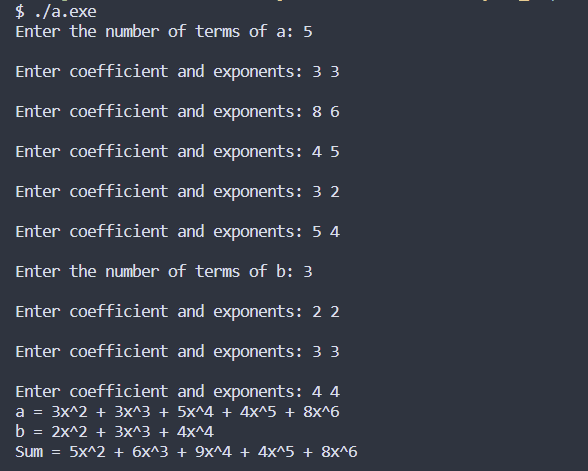 $ ./a.exe
Enter the number of terms of a: 5
Enter coefficient and exponents: 3 3
Enter coefficient and exponents: 8 6
Enter coefficient and exponents: 4 5
Enter coefficient and exponents: 3 2
Enter coefficient and exponents: 5 4
Enter the number of terms of b: 3
Enter coefficient and exponents: 2 2
Enter coefficient and exponents: 3 3
Enter coefficient and exponents: 4 4
a = 3x^2 + 3x^3 + 5x^4 + 4x^5 + 8x^6
b = 2x^2 + 3x^3 + 4x^4
Sum = 5x^2 + 6x^3 + 9x^4 + 4x^5 + 8x^6